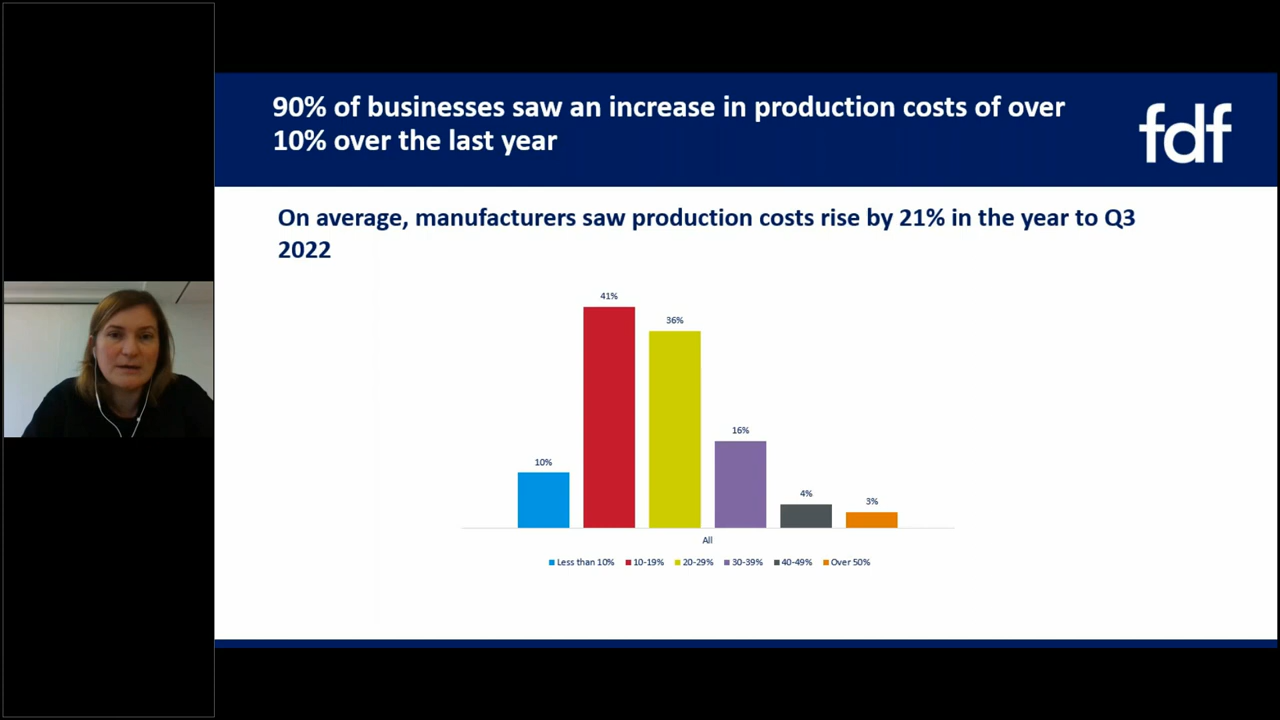 90% of businesses saw an increase in production costs of over
10% over the last year
fdf
On average, manufacturers saw production costs rise by 21% in the year to Q3
2022
41%
36%
16%
10%
4%
3%
All
Less than 10% 10-19% 20-29% 30-39% 40-49% Over 50%